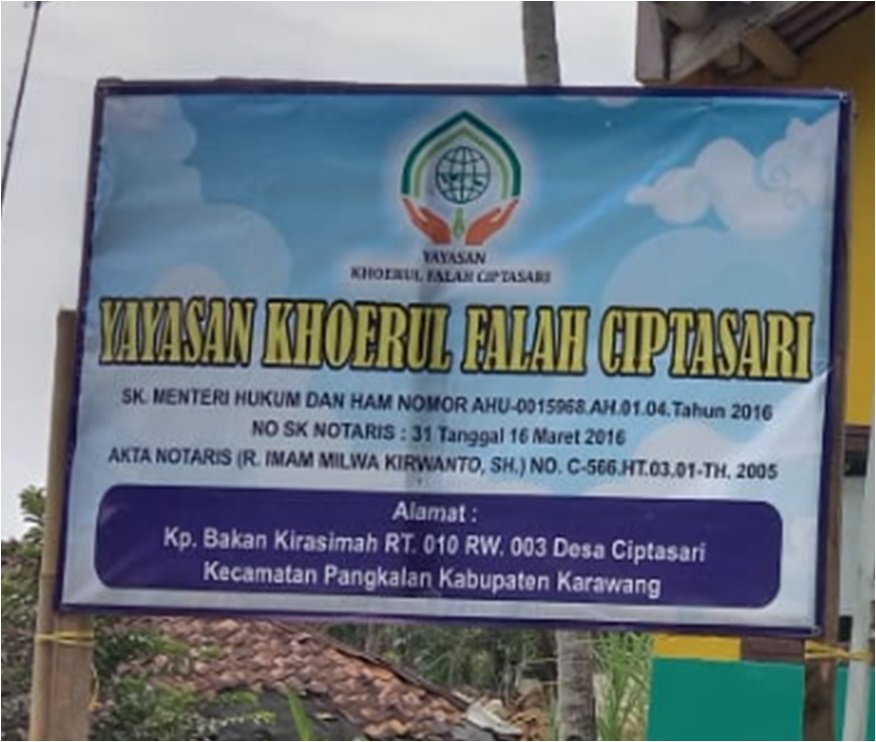 YAYASAN
KHOERUL FALAH CIPTASARI
YAYASAN KHOERUL FALAH CIPTASARI
SK. MENTERI HUKUM DAN HAM NOMOR AHU-0015968.AH.01.04.Tahun 2016
NO SK NOTARIS : 31 Tanggal 16 Maret 2016
AKTA NOTARIS (R. IMAM MILWA KIRWANTO, SH.) NO. C-566.HT.03.01-TH. 2005
Alamat :
Kp. Bakan Kirasimah RT. 010 RW. 003 Desa Ciptasari
Kecamatan Pangkalan Kabupaten Karawang